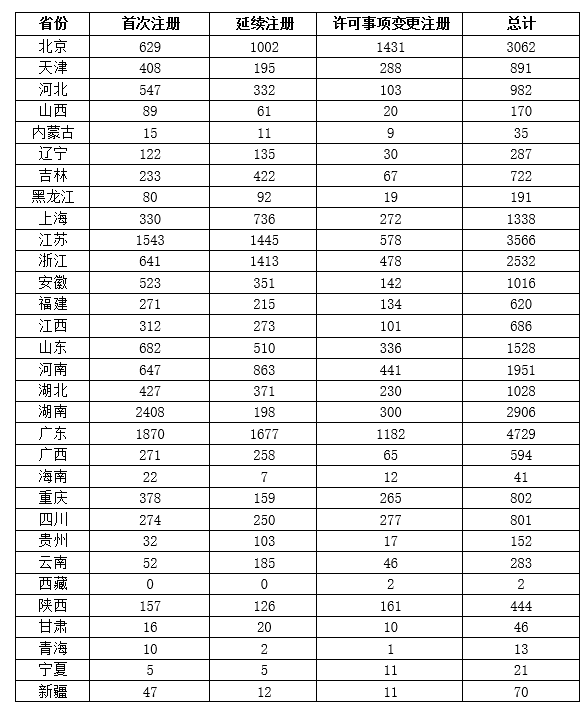 省份 首次注册 延续注册 许可事项变更注册 总计
北京 629 1002 1431 3062
天津 408 195 288 891
河北 547 332 103 982
山西 89 61 20 170
内蒙古 15 11 9 35
辽宁 122 135 30 287
吉林 233 422 67 722
黑龙江 80 92 19 191
上海 330 736 272 1338
江苏 1543 1445 578 3566
浙江 641 1413 478 2532
安徽 523 351 142 1016
福建 271 215 134 620
江西 312 273 101 686
山东 682 510 336 1528
河南 647 863 441 1951
湖北 427 371 230 1028
湖南 2408 198 300 2906
广东 1870 1677 1182 4729
广西 271 258 65 594
海南 22 7 12 41
重庆 378 159 265 802
四川 274 250 277 801
贵州 32 103 17 152
云南 52 185 46 283
西藏 0 0 2 2
陕西 157 126 161 444
甘肃 16 20 10 46
青海 10 2 1 13
宁夏 5 5 11 21
新疆 47 12 11 70